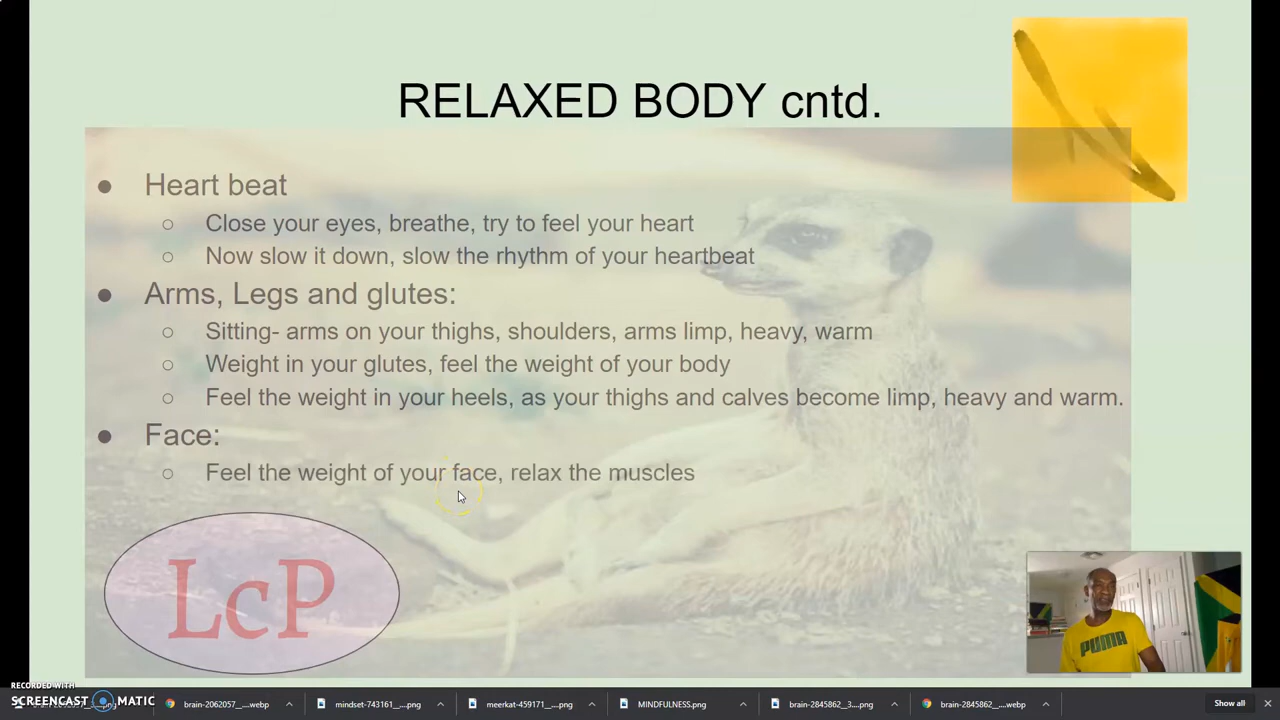 RELAXED BODY cntd.
● Heart beat
○ Close your eyes, breathe, try to feel your heart
○ Now slow it down, slow the rhythm of your heartbeat
● Arms, Legs and glutes:
○ Sitting- arms on your thighs, shoulders, arms limp, heavy, warm
○ Weight in your glutes, feel the weight of your body
○ Feel the weight in your heels, as your thighs and calves become limp, heavy and warm.
● Face:
○ Feel the weight of your face, relax the muscles
LcP
PUMA
RECORDED WITH
SCREENCAST MATIC
brain-2062057_....webp
mindset-743161_....png
meerkat-459171_....png
MINDFULNESS.png
brain-2845862__3....png
brain-2845862_....webp
Show all